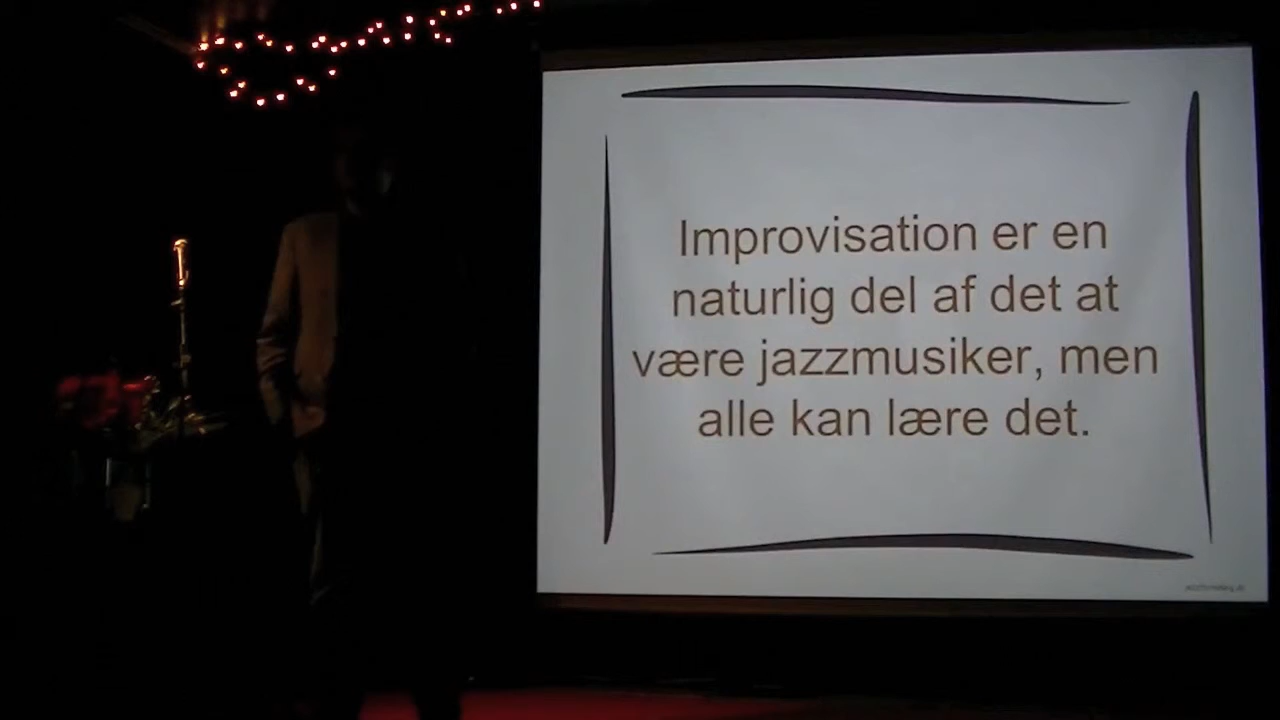 Improvisation er en
naturlig del af det at
være jazzmusiker, men
alle kan lære det.